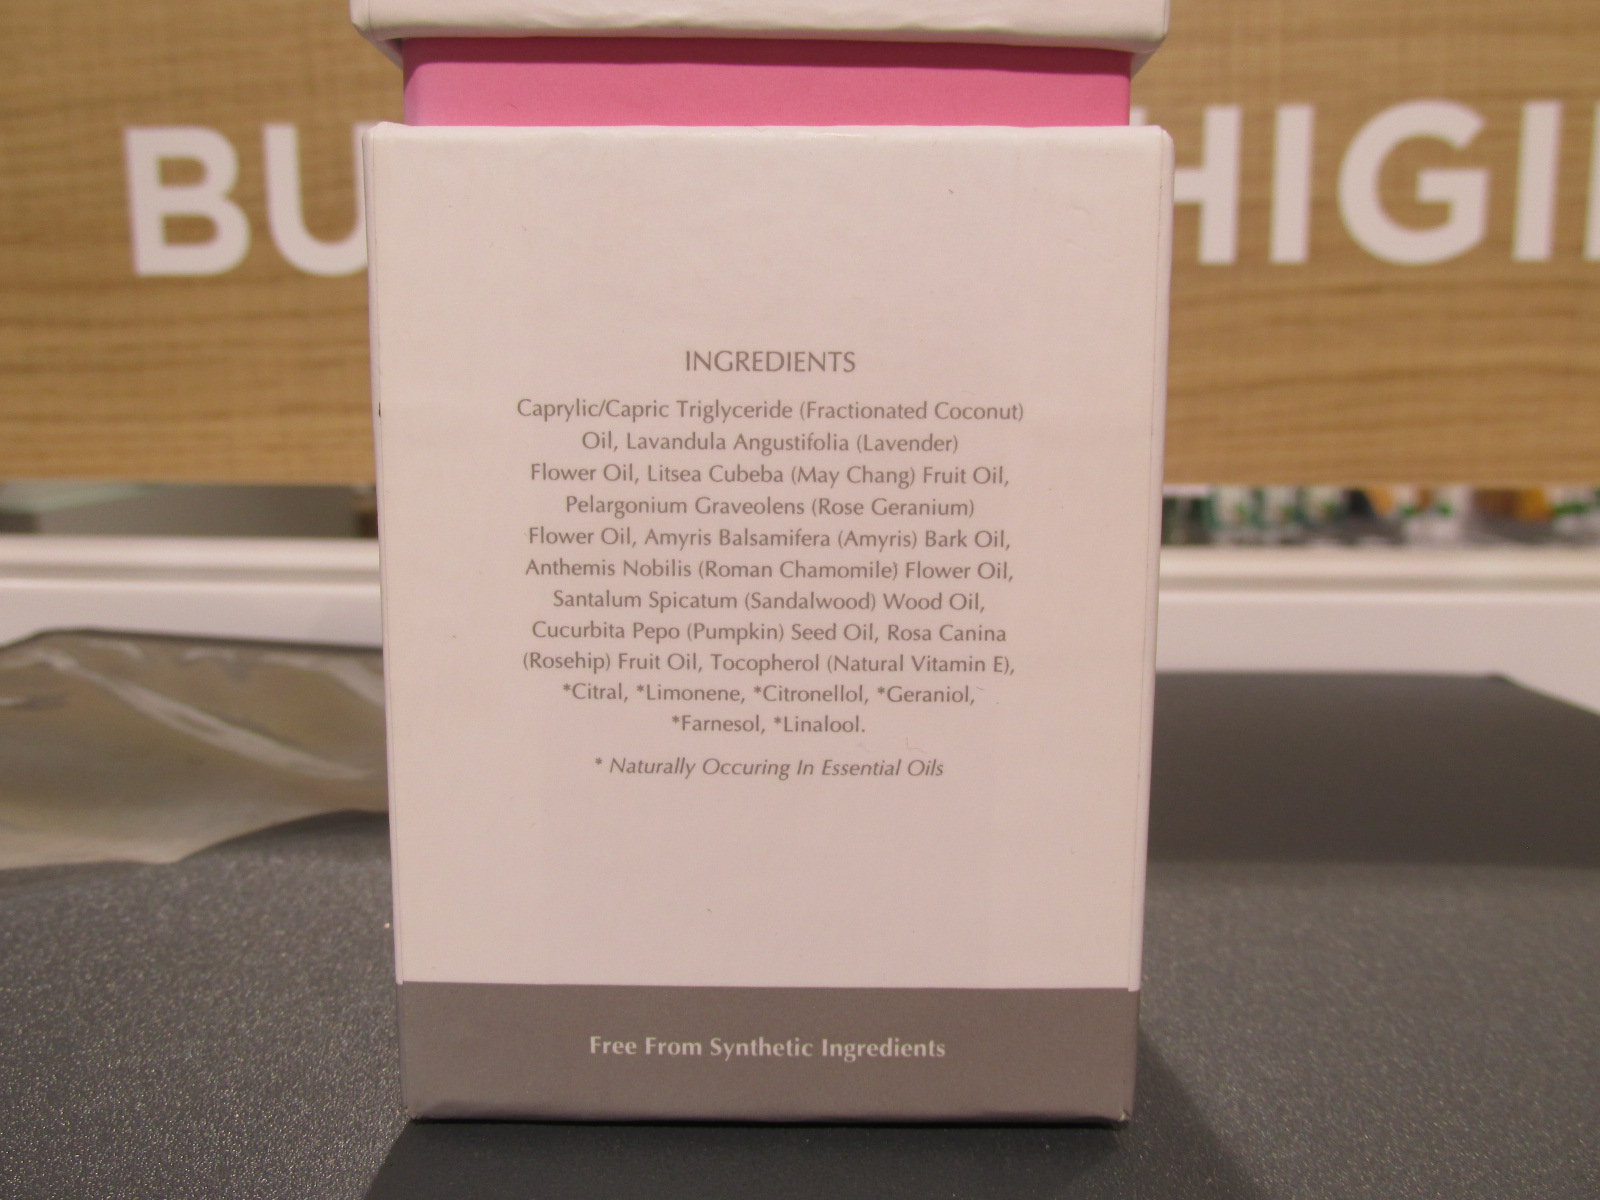 BU
HIGI
INGREDIENTS
Caprylic/Capric Triglyceride (Fractionated Coconut)
Oil, Lavandula Angustifolia (Lavender)
Flower Oil, Litsea Cubeba (May Chang) Fruit Oil,
Pelargonium Graveolens (Rose Geranium)
Flower Oil, Amyris Balsamifera (Amyris) Bark Oil,
Anthemis Nobilis (Roman Chamomile) Flower Oil,
Santalum Spicatum (Sandalwood) Wood Oil,
Cucurbita Pepo (Pumpkin) Seed Oil, Rosa Canina
(Rosehip) Fruit Oil, Tocopherol (Natural Vitamin E),
*Citral, *Limonene, *Citronellol, *Geraniol,
*Farnesol, *Linalool.
* Naturally Occuring In Essential Oils
Free From Synthetic Ingredients